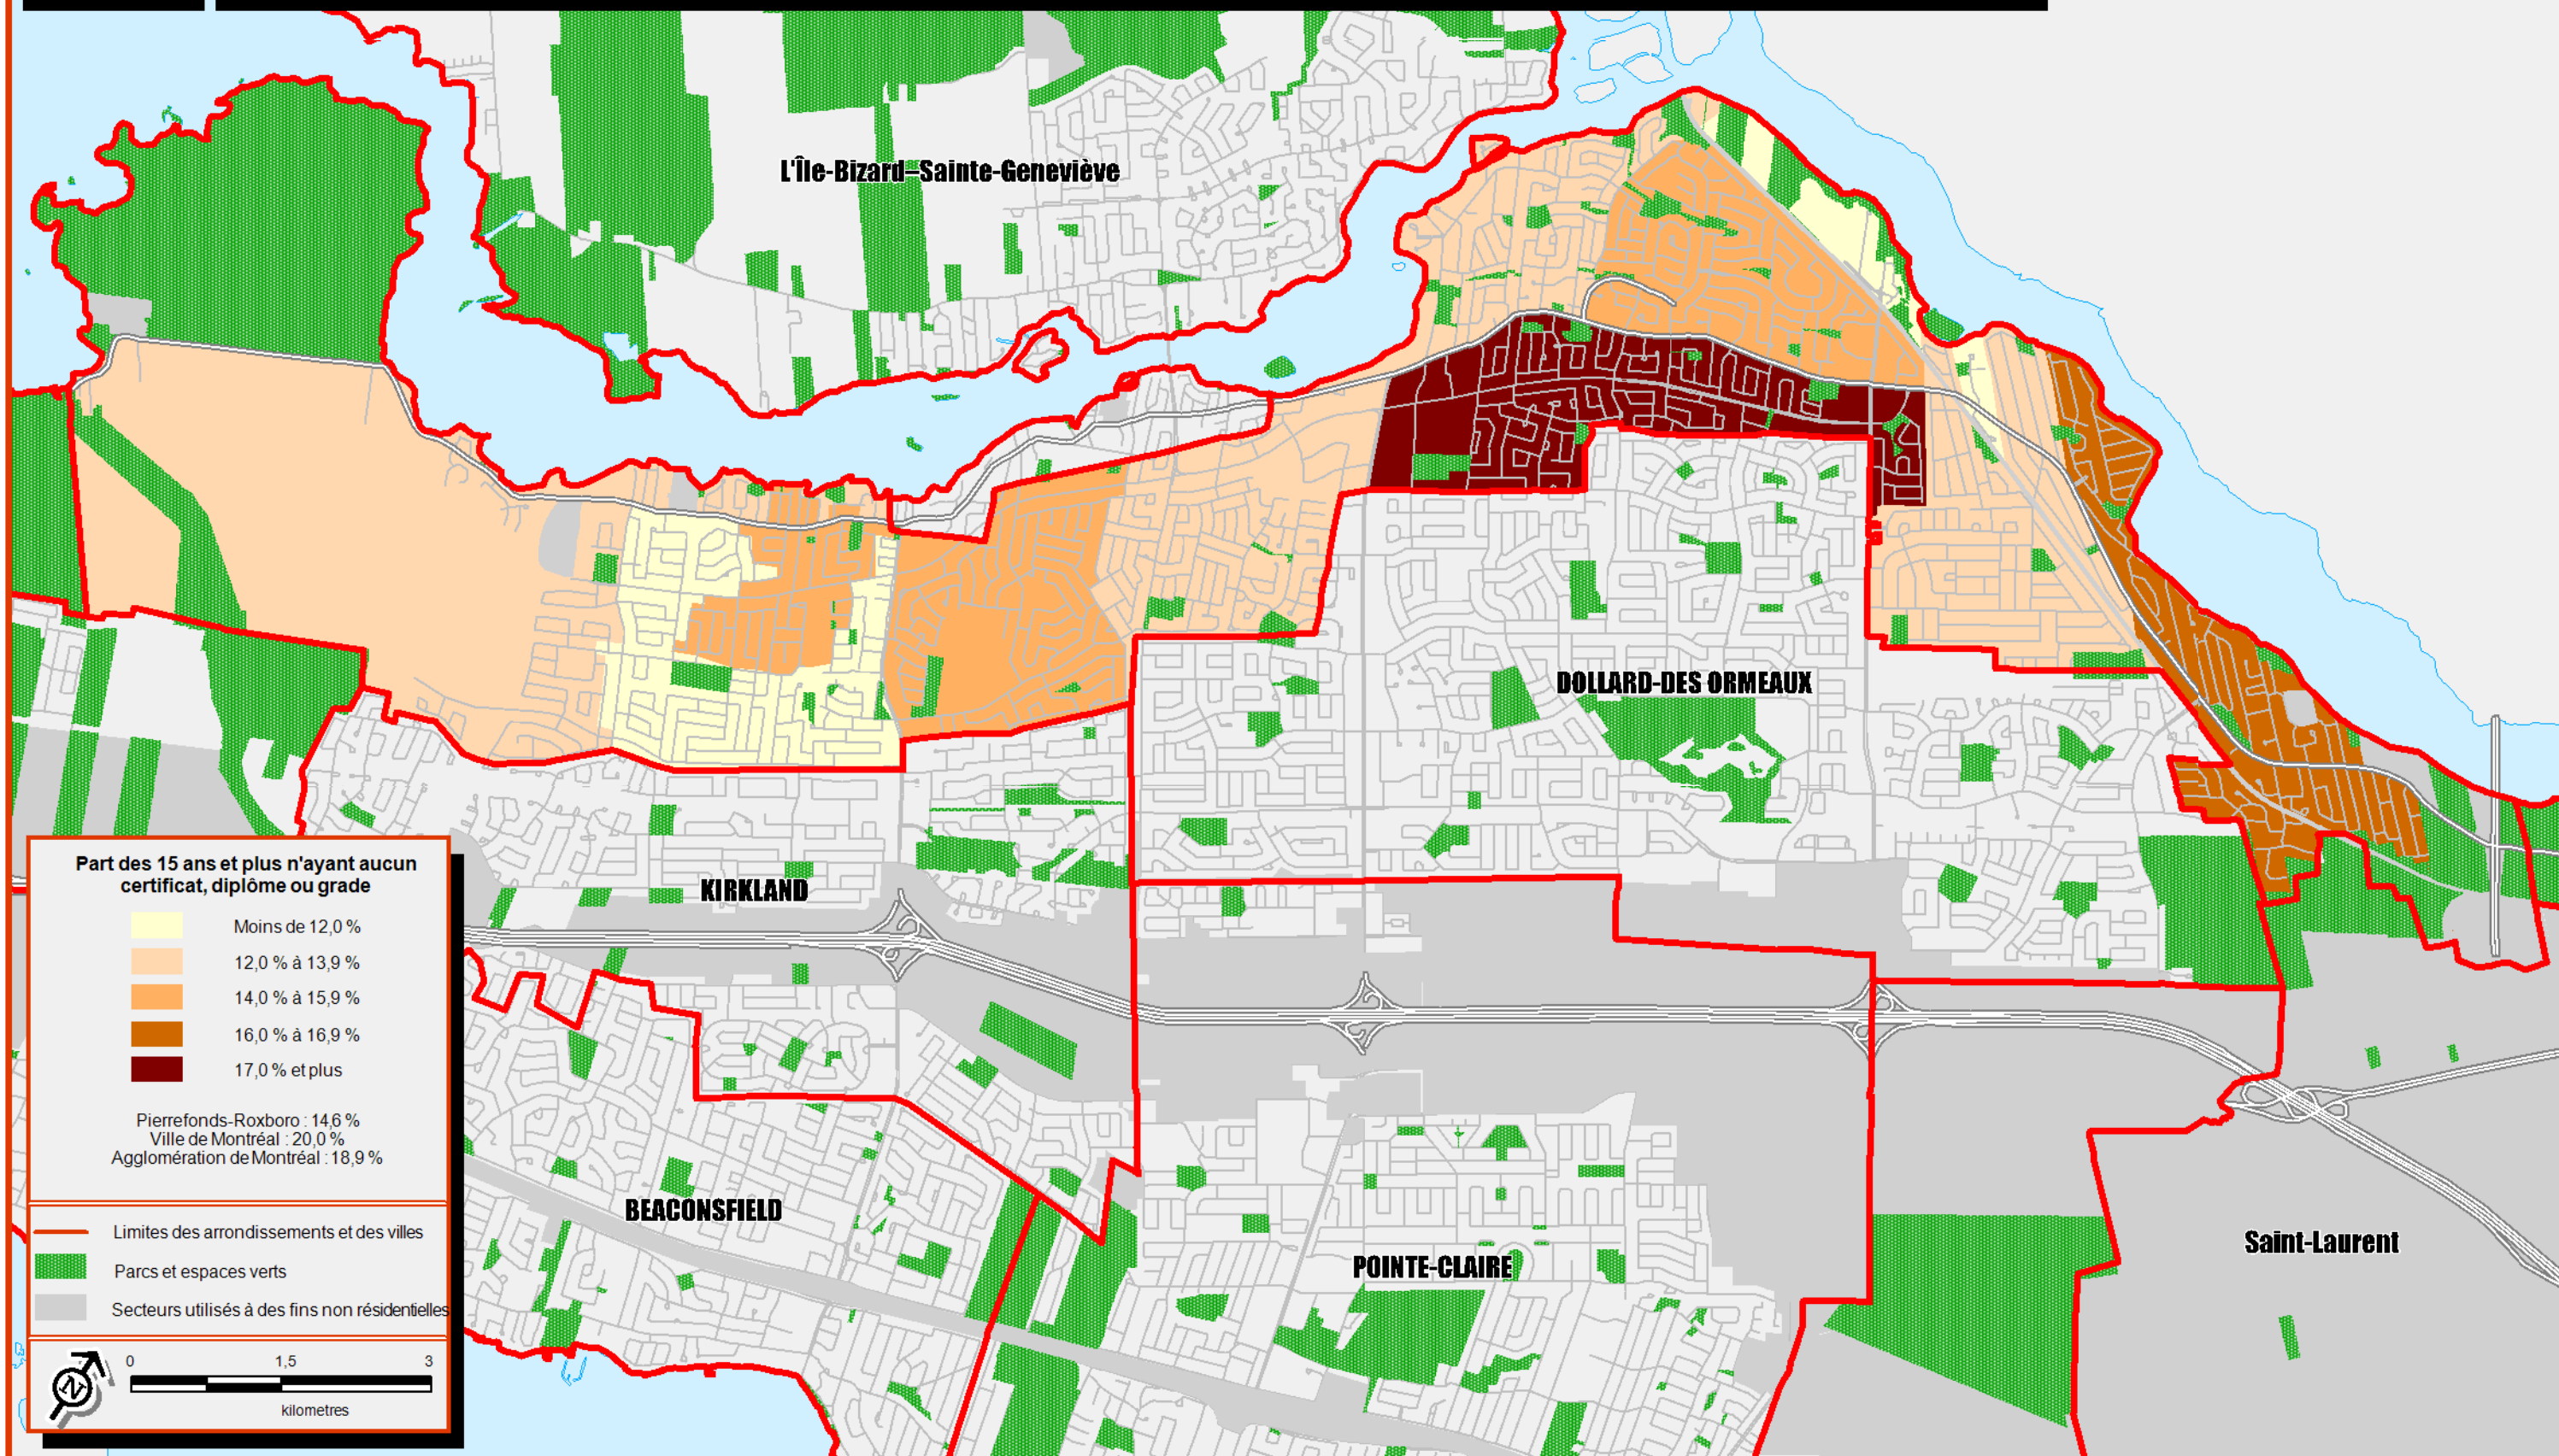 L'Île-Bizard–Sainte-Geneviève
DOLLARD-DES ORMEAUX
KIRKLAND
BEACONSFIELD
POINTE-CLAIRE
Saint-Laurent
Part des 15 ans et plus n'ayant aucun
certificat, diplôme ou grade
Moins de 12,0 %
12,0 % à 13,9 %
14,0 % à 15,9 %
16,0 % à 16,9 %
17,0 % et plus
Pierrefonds-Roxboro : 14,6 %
Ville de Montréal : 20,0 %
Agglomération de Montréal : 18,9 %
Limites des arrondissements et des villes
Parcs et espaces verts
Secteurs utilisés à des fins non résidentielles
N
0 1,5 3
kilometres